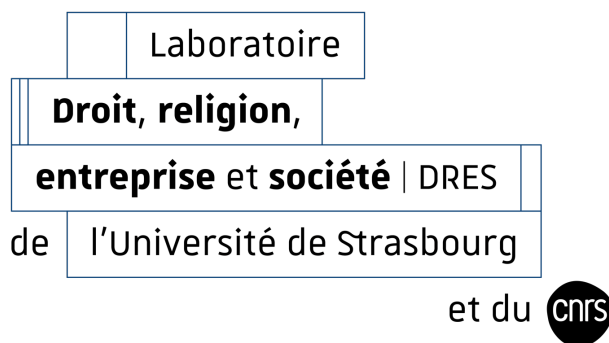 Laboratoire
Droit, religion,
entreprise et société | DRES
de l'Université de Strasbourg
et du cnrs